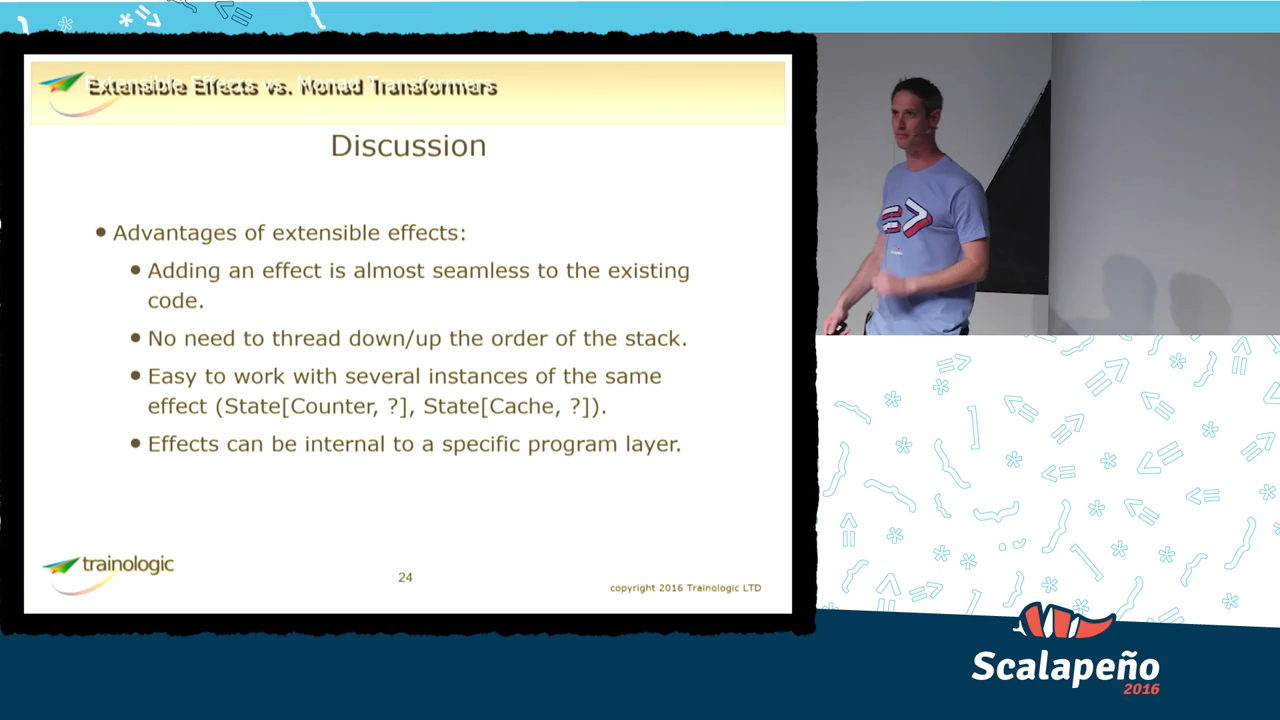 Extensible Effects vs. Monad Transformers
Discussion
• Advantages of extensible effects:
• Adding an effect is almost seamless to the existing
code.
• No need to thread down/up the order of the stack.
• Easy to work with several instances of the same
effect (State[Counter, ?], State[Cache, ?]).
• Effects can be internal to a specific program layer.
trainologic
24
copyright 2016 Trainologic LTD
=>
Scalapeño
2016